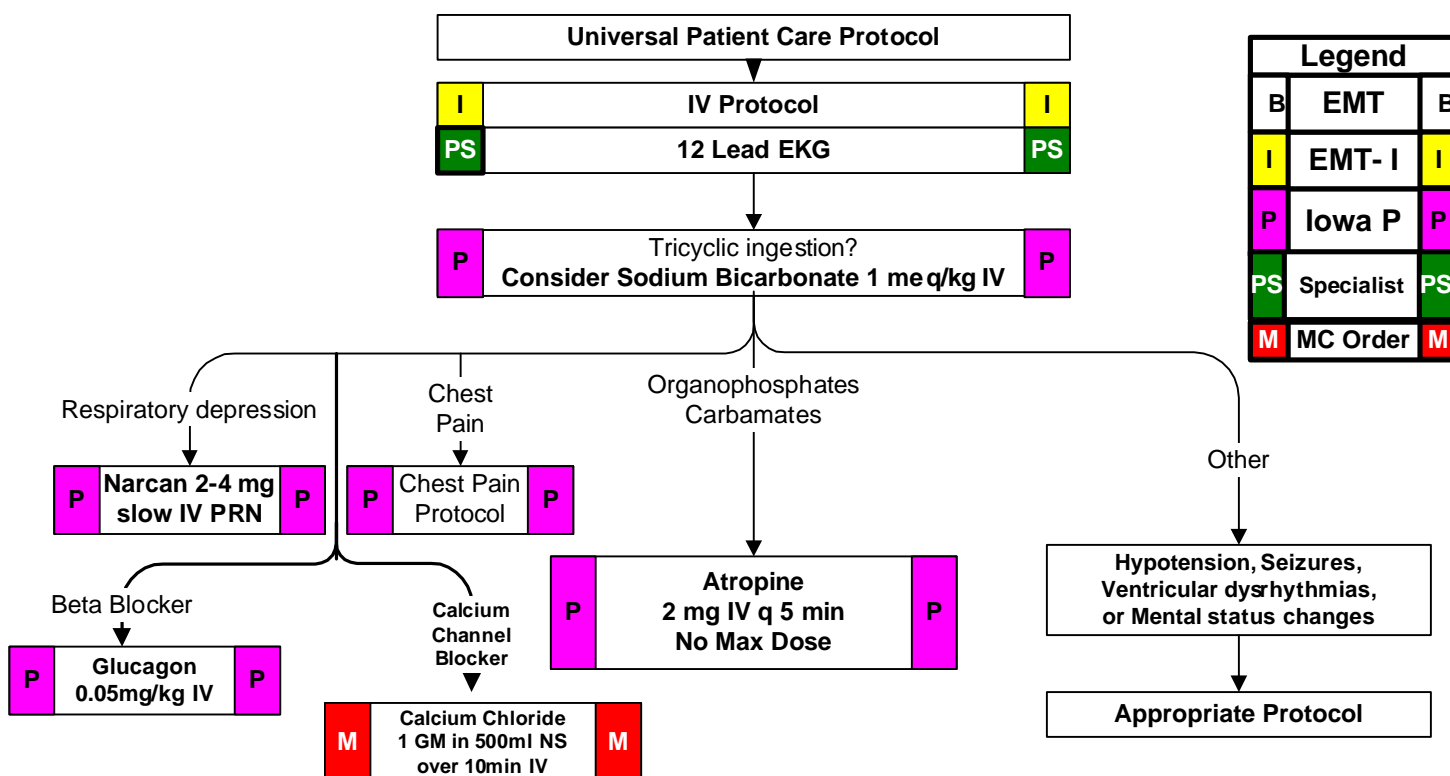 Universal Patient Care Protocol
I IV Protocol I
PS 12 Lead EKG PS
Legend
B EMT B
I EMT- I I
P Iowa P P
PS Specialist PS
M MC Order M
Tricyclic ingestion?
P Consider Sodium Bicarbonate 1 meq/kg IV P
Respiratory depression
P Narcan 2-4 mg P
slow IV PRN
Chest
Pain
P Chest Pain P
Protocol
Organophosphates
Carbamates
P Atropine P
2 mg IV q 5 min
No Max Dose
Other
Hypotension, Seizures,
Ventricular dysrhythmias,
or Mental status changes
Appropriate Protocol
Beta Blocker
P Glucagon P
0.05mg/kg IV
Calcium
Channel
Blocker
M Calcium Chloride M
1 GM in 500ml NS
over 10min IV